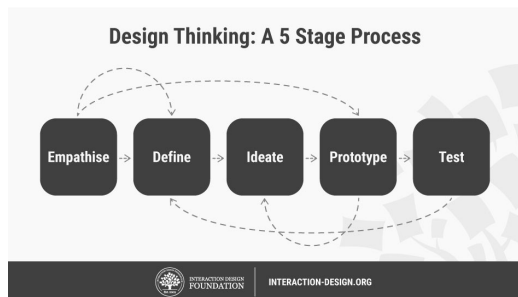 Design Thinking: A 5 Stage Process
Empathise
Define
Ideate
Prototype
Test
INTERACTION DESIGN
FOUNDATION
INTERACTION-DESIGN.ORG